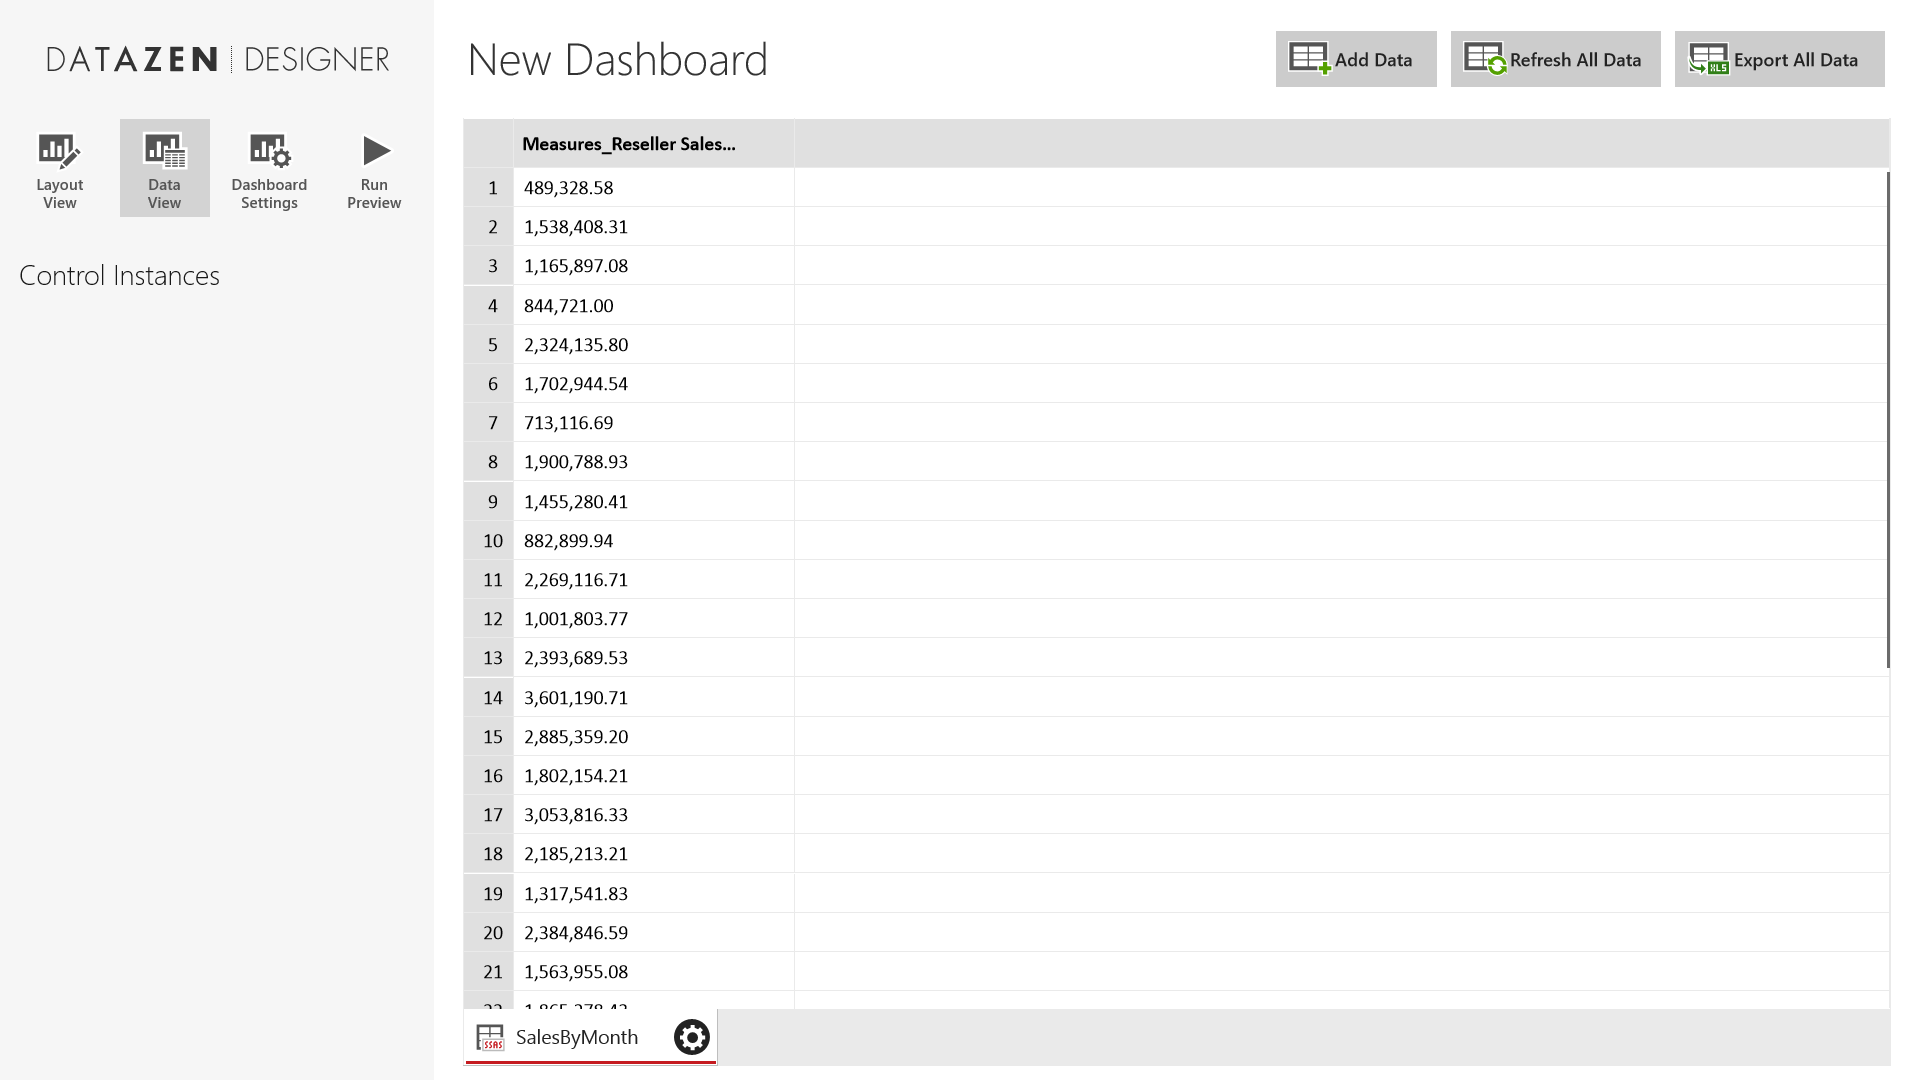 DATAZEN | DESIGNER
New Dashboard
Add Data
Refresh All Data
XLS
Export All Data
Layout
View
Data
View
Dashboard
Settings
Run
Preview
Control Instances
Measures_Reseller Sales...
1 489,328.58
2 1,538,408.31
3 1,165,897.08
4 844,721.00
5 2,324,135.80
6 1,702,944.54
7 713,116.69
8 1,900,788.93
9 1,455,280.41
10 882,899.94
11 2,269,116.71
12 1,001,803.77
13 2,393,689.53
14 3,601,190.71
15 2,885,359.20
16 1,802,154.21
17 3,053,816.33
18 2,185,213.21
19 1,317,541.83
20 2,384,846.59
21 1,563,955.08
SSAS
SalesByMonth